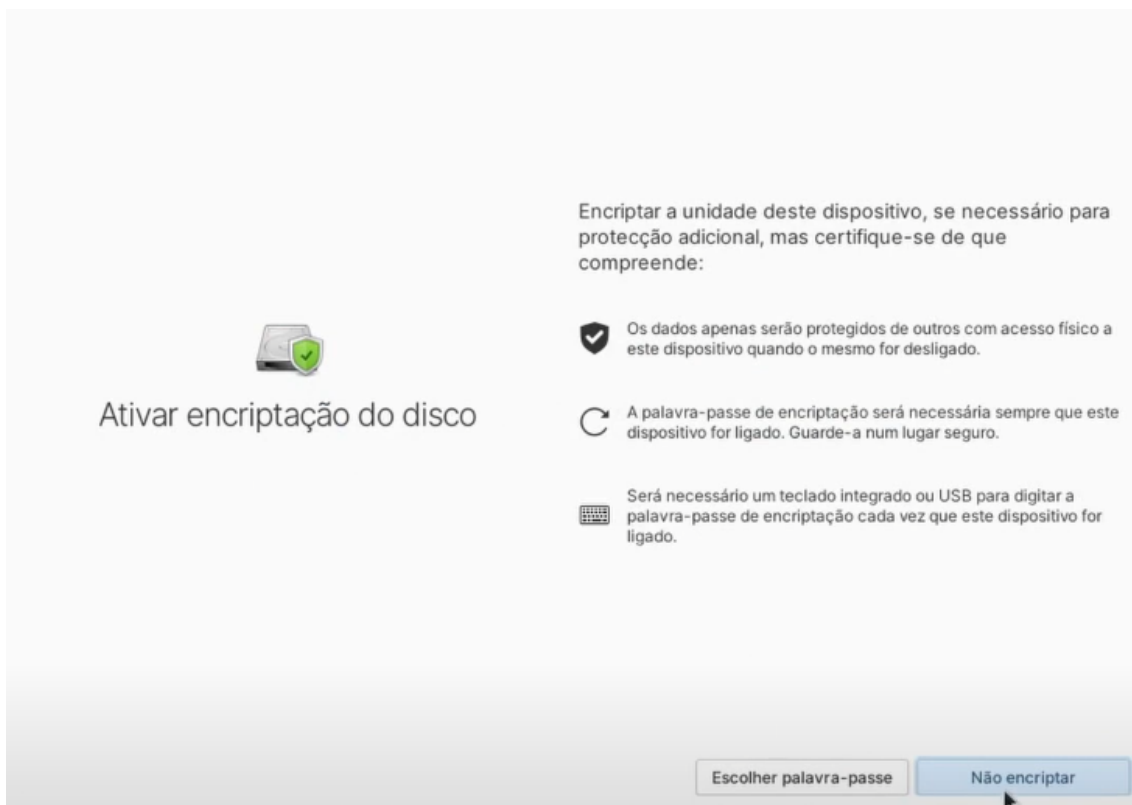 Ativar encriptação do disco
Encriptar a unidade deste dispositivo, se necessário para
protecção adicional, mas certifique-se de que
compreende:
Os dados apenas serão protegidos de outros com acesso físico a
este dispositivo quando o mesmo for desligado.
A palavra-passe de encriptação será necessária sempre que este
dispositivo for ligado. Guarde-a num lugar seguro.
Será necessário um teclado integrado ou USB para digitar a
palavra-passe de encriptação cada vez que este dispositivo for
ligado.
Escolher palavra-passe
Não encriptar